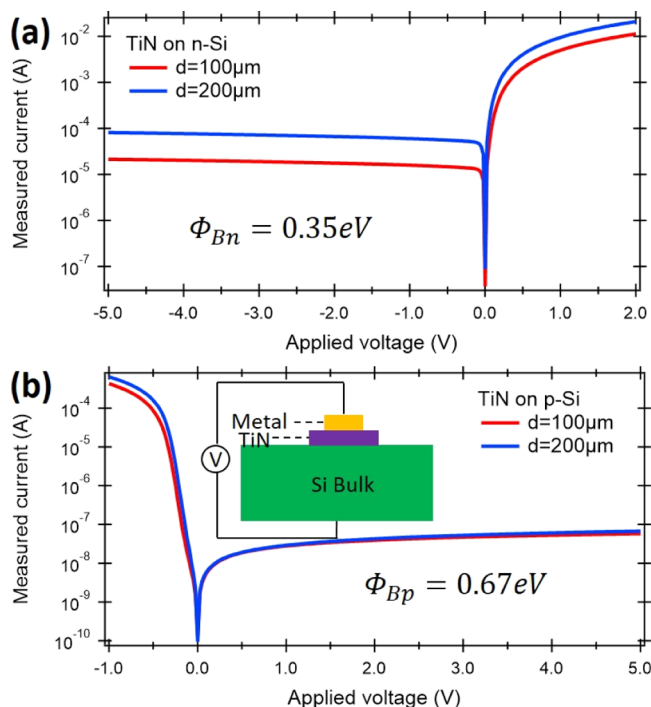 (a)
TiN on n-Si
d=100μm
d=200μm
Measured current (A)
10⁻²
10⁻³
10⁻⁴
10⁻⁵
10⁻⁶
10⁻⁷
Φ_Bn = 0.35eV
-5.0 -4.0 -3.0 -2.0 -1.0 0.0 1.0 2.0
Applied voltage (V)
(b)
TiN on p-Si
d=100μm
d=200μm
Measured current (A)
10⁻⁴
10⁻⁵
10⁻⁶
10⁻⁷
10⁻⁸
10⁻⁹
10⁻¹⁰
Metal
TiN
V
Si Bulk
Φ_Bp = 0.67eV
-1.0 0.0 1.0 2.0 3.0 4.0 5.0
Applied voltage (V)